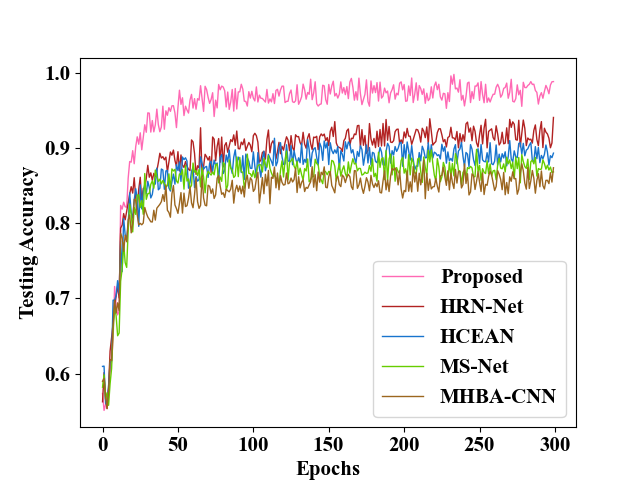 1.0
0.9
0.8
0.7
0.6
Testing Accuracy
Proposed
HRN-Net
HCEAN
MS-Net
MHBA-CNN
0 50 100 150 200 250 300
Epochs